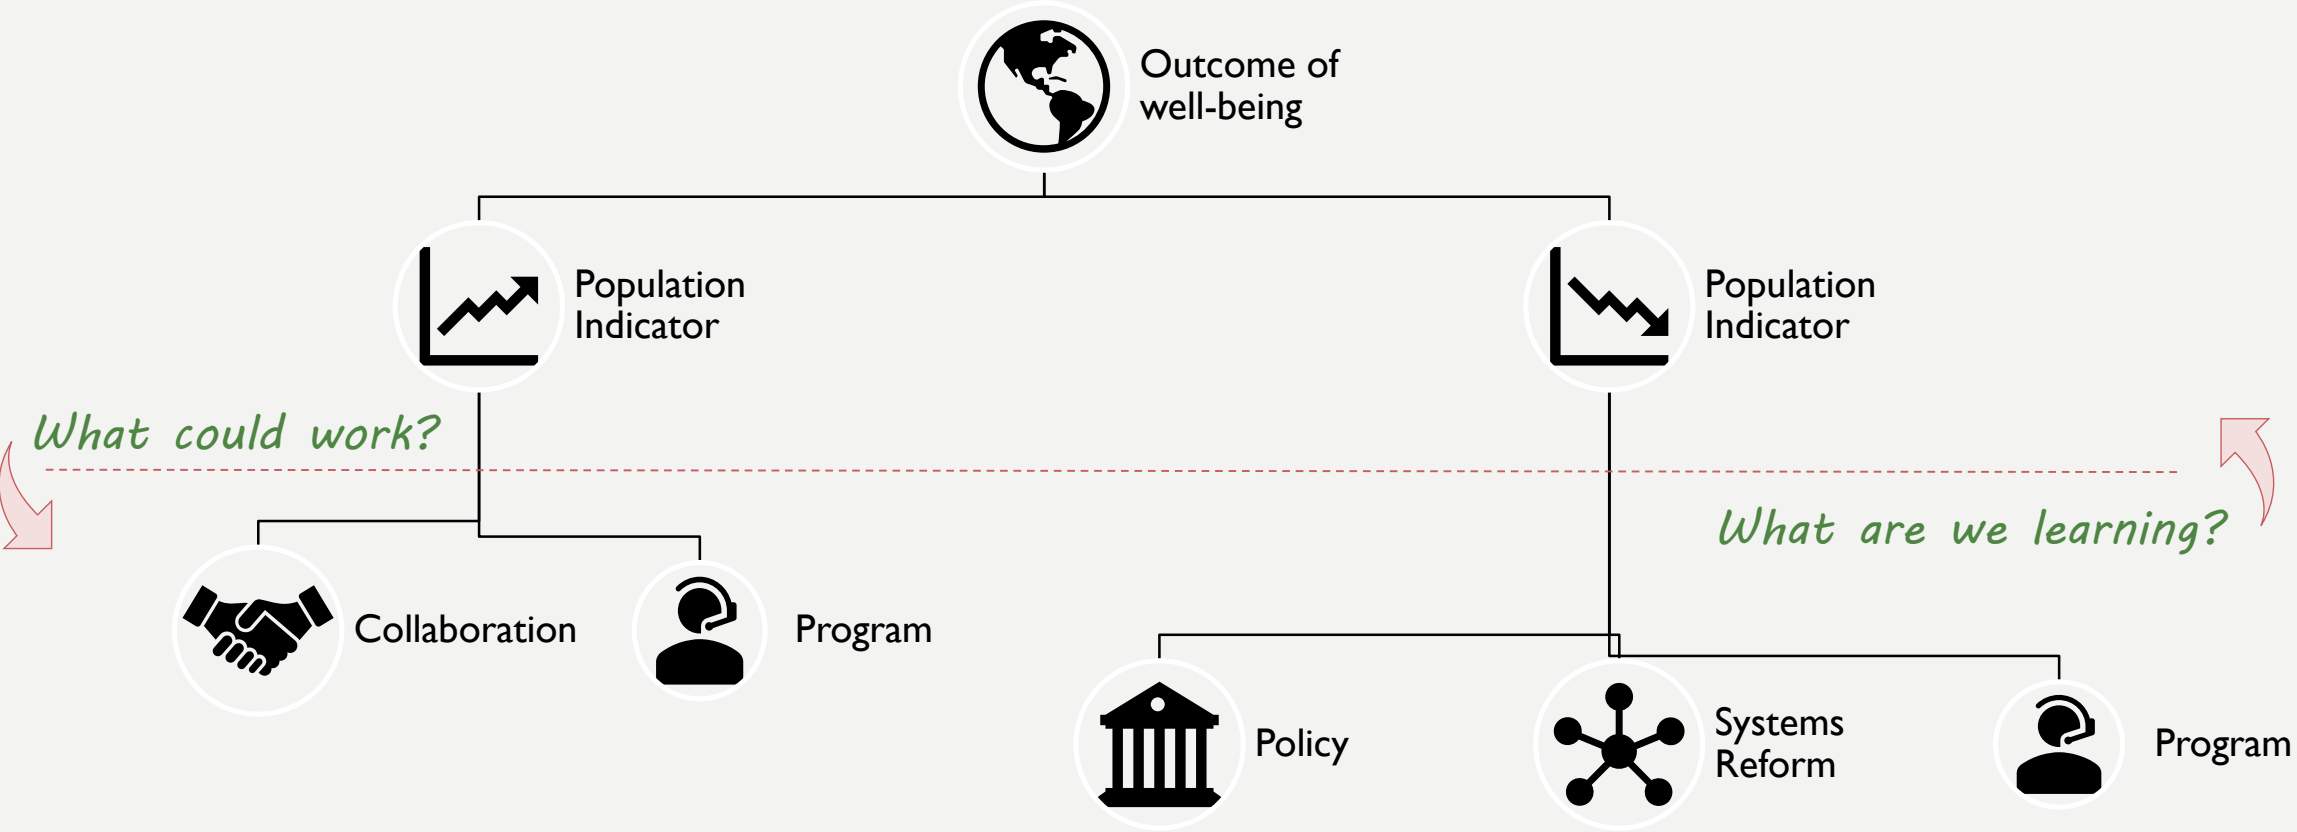 Outcome of
well-being
Population
Indicator
Population
Indicator
What could work?
What are we learning?
Collaboration
Program
Policy
Systems
Reform
Program